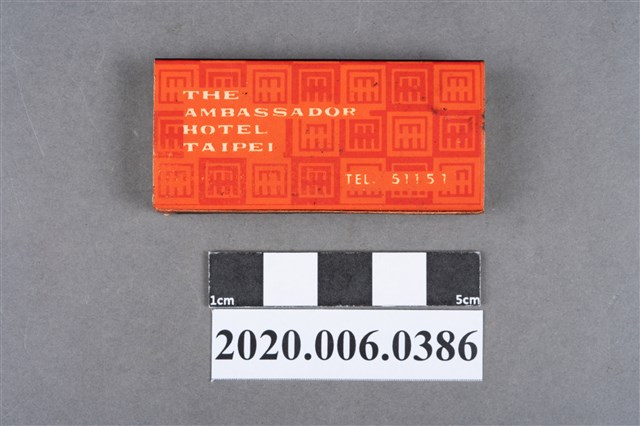 THE
AMBASSADOR
HOTEL
TAIPEI
TEL. 51151
1cm 5cm
2020.006.0386